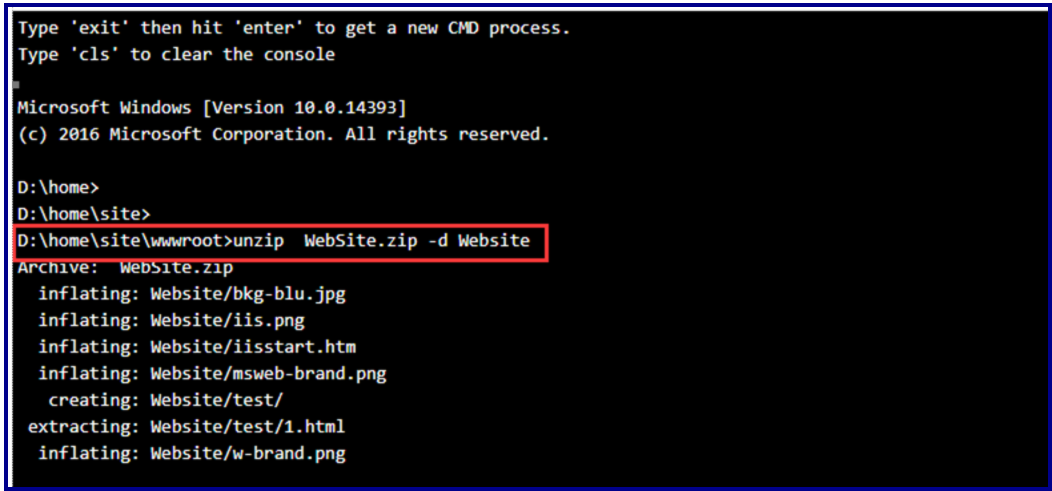 Type 'exit' then hit 'enter' to get a new CMD process.
Type 'cls' to clear the console
Microsoft Windows [Version 10.0.14393]
(c) 2016 Microsoft Corporation. All rights reserved.
D:\home>
D:\home\site>
D:\home\site\wwwroot>unzip  WebSite.zip -d Website
Archive:  WebSite.zip
  inflating: Website/bkg-blu.jpg
  inflating: Website/iis.png
  inflating: Website/iisstart.htm
  inflating: Website/msweb-brand.png
   creating: Website/test/
 extracting: Website/test/1.html
  inflating: Website/w-brand.png